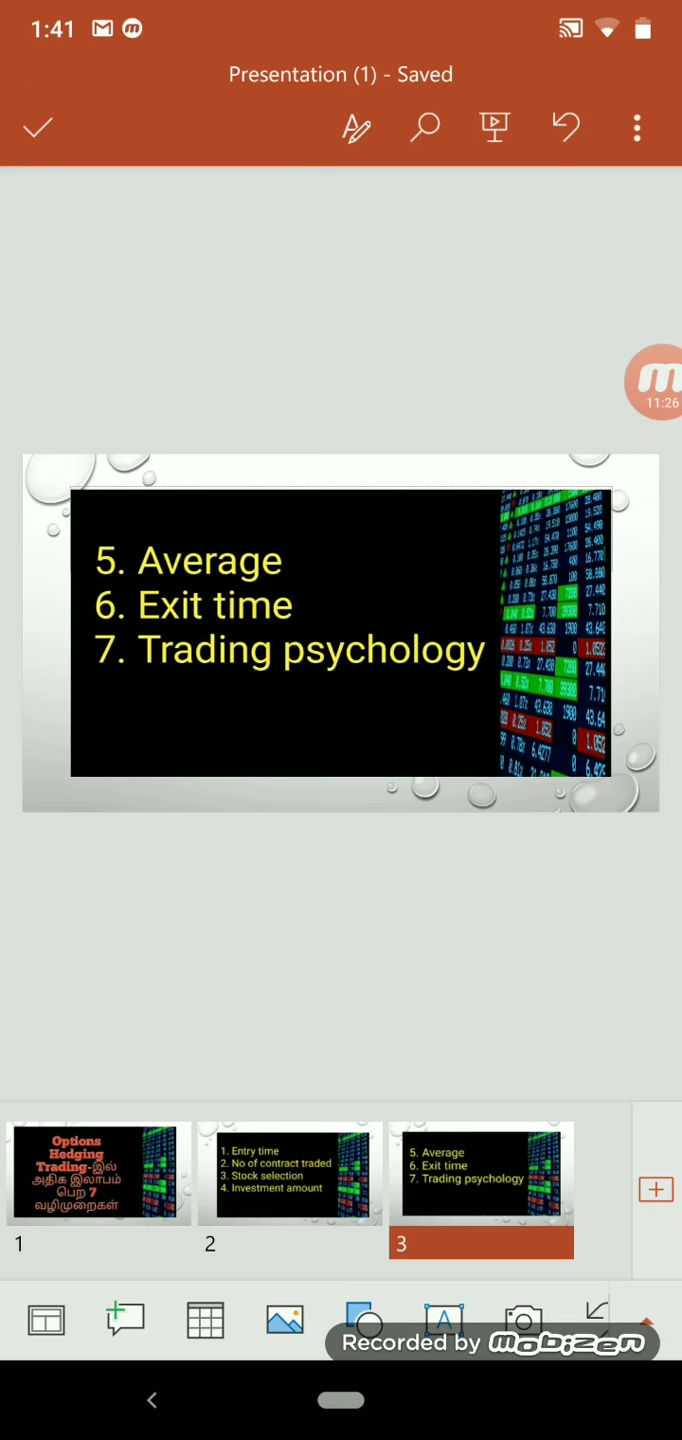 1:41
Presentation (1) - Saved
11:26
5. Average
6. Exit time
7. Trading psychology
Options
Hedging
Trading-இல்
அதிக இலாபம்
பெற 7
வழிமுறைகள்
1
1. Entry time
2. No of contract traded
3. Stock selection
4. Investment amount
2
5. Average
6. Exit time
7. Trading psychology
3
Recorded by mobizen